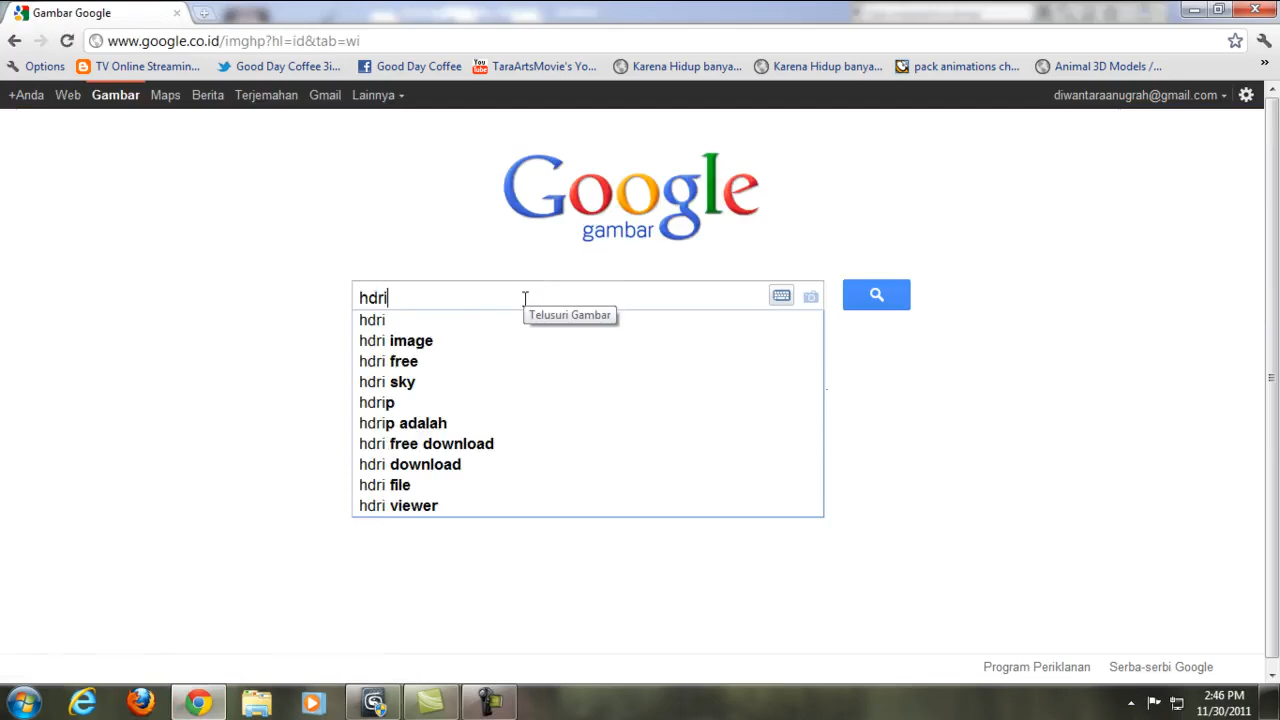 Gambar Google
www.google.co.id/imghp?hl=id&tab=wi
Options TV Online Streamin... Good Day Coffee 3i... Good Day Coffee TaraArtsMovie's Yo... Karena Hidup banya... Karena Hidup banya... pack animations ch... Animal 3D Models /... »
+Anda Web Gambar Maps Berita Terjemahan Gmail Lainnya diwantaraanugrah@gmail.com
Google
gambar
hdri
Telusuri Gambar
hdri
hdri image
hdri free
hdri sky
hdrip
hdrip adalah
hdri free download
hdri download
hdri file
hdri viewer
Program Periklanan Serba-serbi Google
2:46 PM
11/30/2011